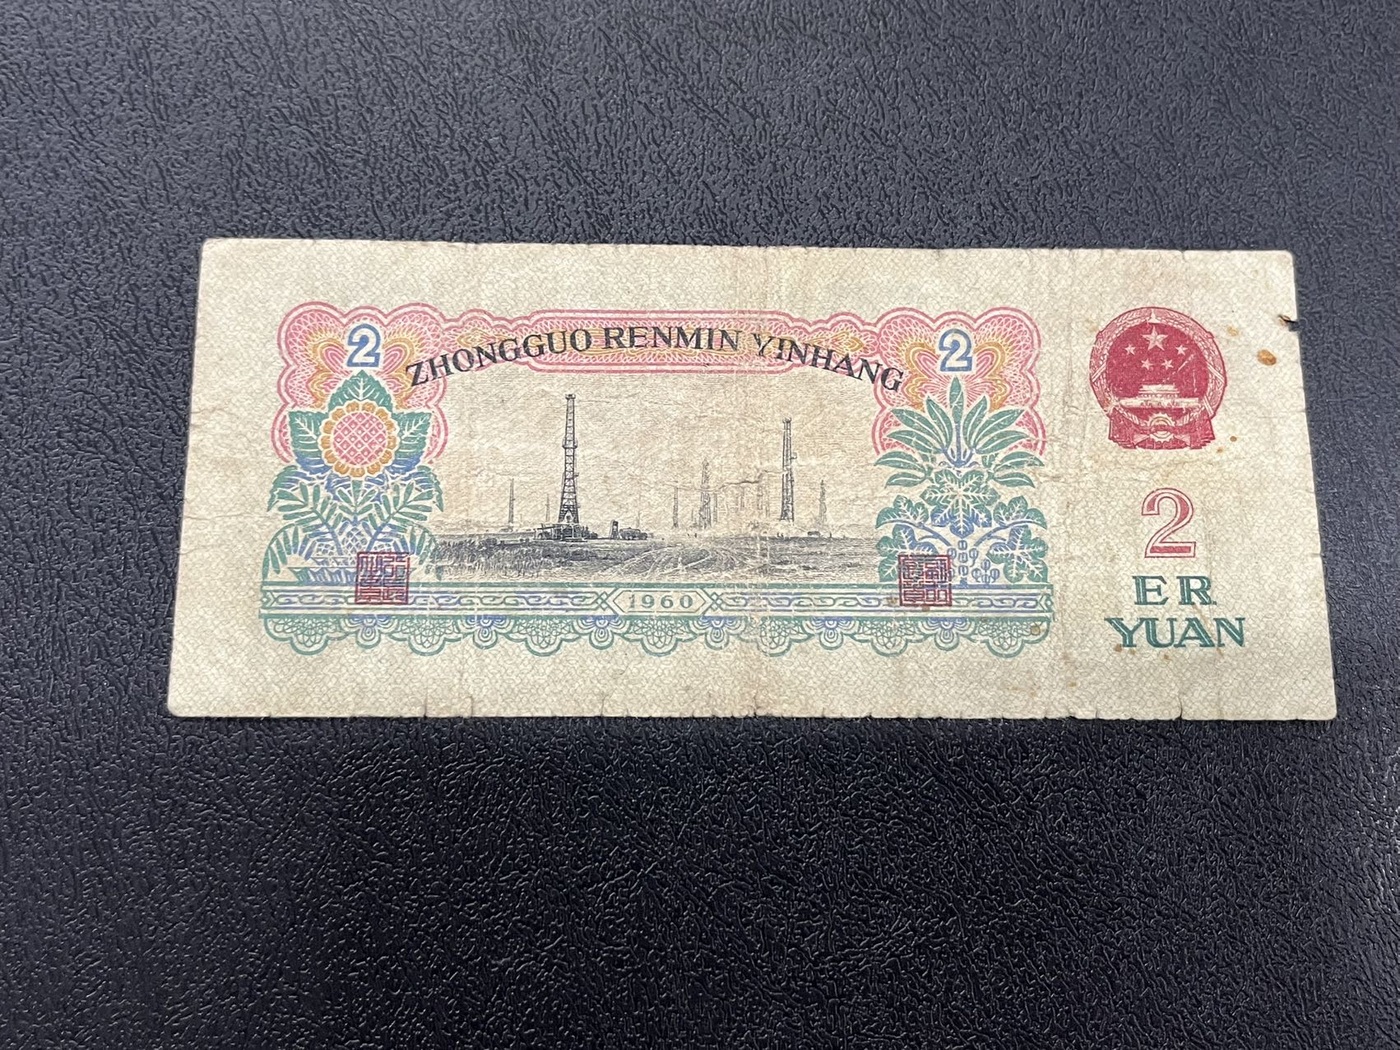 2
2
ZHONGGUO RENMIN YINHANG
2
ER
YUAN
1960